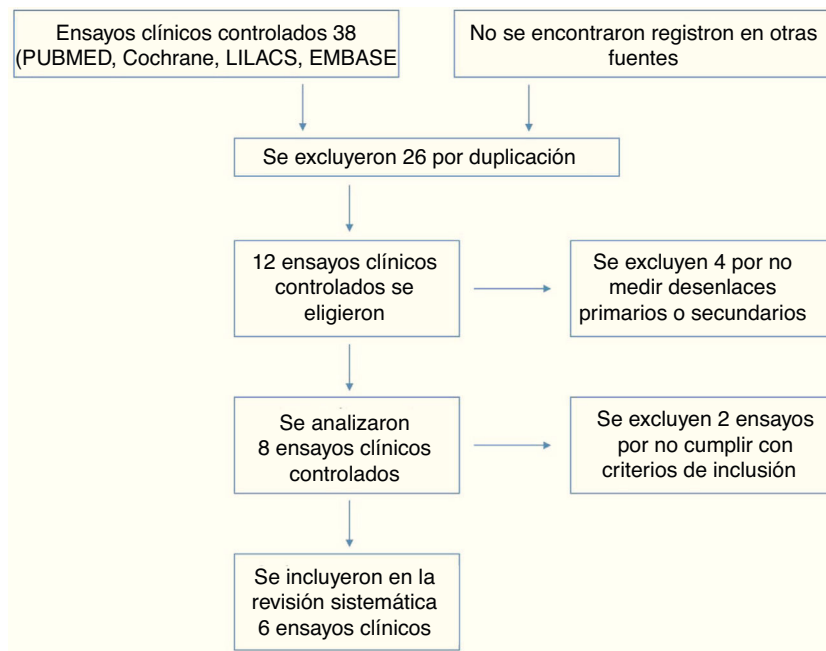 Ensayos clínicos controlados 38
(PUBMED, Cochrane, LILACS, EMBASE
No se encontraron registron en otras
fuentes
Se excluyeron 26 por duplicación
12 ensayos clínicos
controlados se
eligieron
Se excluyen 4 por no
medir desenlaces
primarios o secundarios
Se analizaron
8 ensayos clínicos
controlados
Se excluyen 2 ensayos
por no cumplir con
criterios de inclusión
Se incluyeron en la
revisión sistemática
6 ensayos clínicos